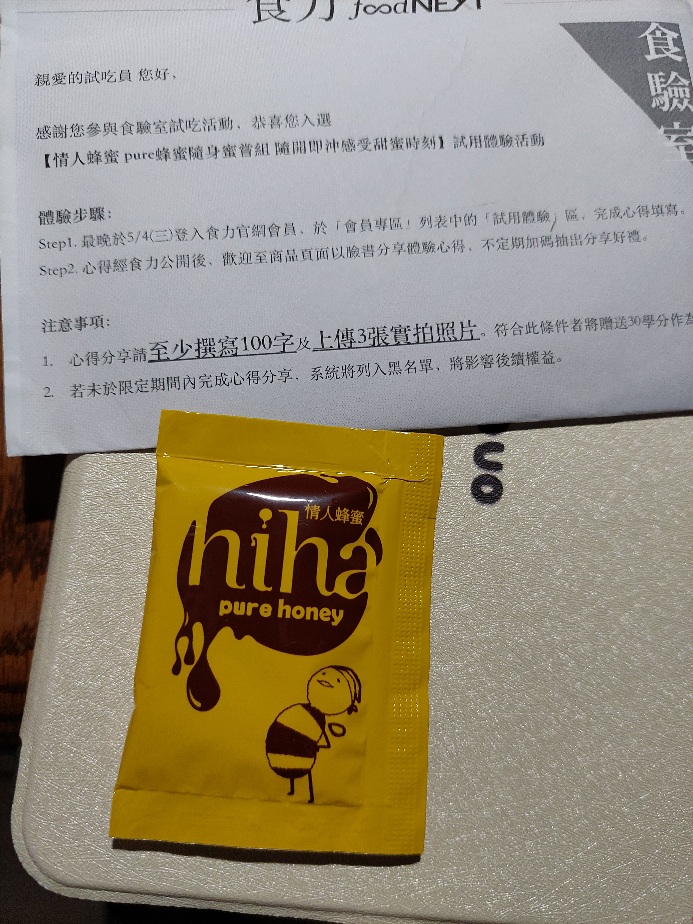 食力 foodNEXT
食驗室
親愛的試吃員 您好，
感謝您參與食驗室試吃活動，恭喜您入選
【情人蜂蜜 pure蜂蜜隨身蜜嘗組 隨開即沖感受甜蜜時刻】試用體驗活動
體驗步驟：
Step1. 最晚於5/4(三)登入食力官網會員，於「會員專區」列表中的「試用體驗」區，完成心得填寫。
Step2. 心得經食力公開後，歡迎至商品頁面以臉書分享體驗心得，不定期加碼抽出分享好禮。
注意事項：
1. 心得分享請至少撰寫100字及上傳3張實拍照片。符合此條件者將贈送30學分作為
2. 若未於限定期間內完成心得分享，系統將列入黑名單，將影響後續權益。
情人蜂蜜
hiha
pure honey